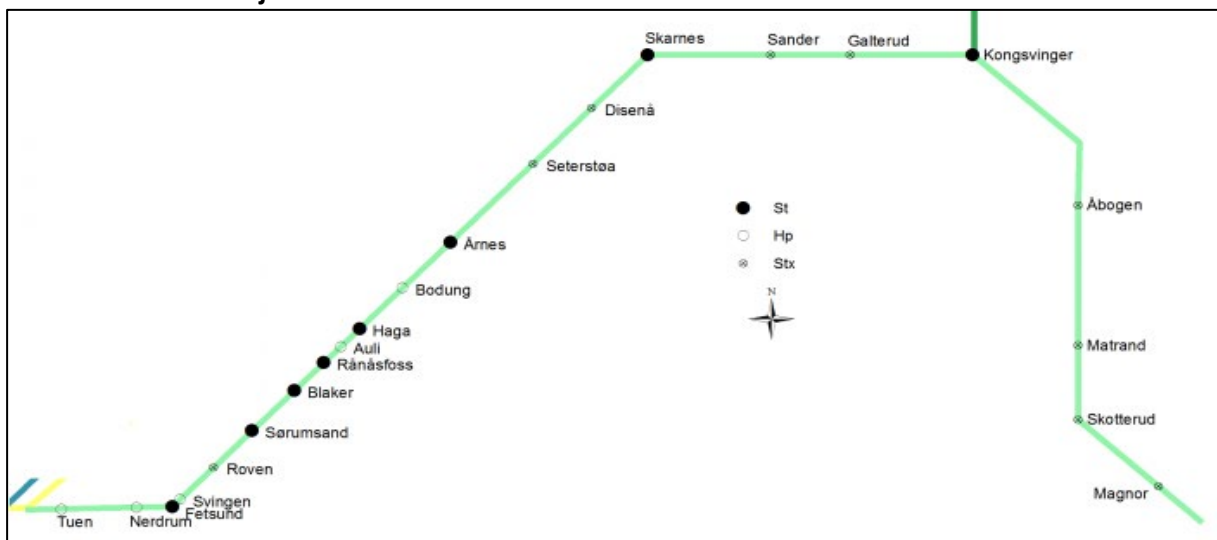 Skarnes
Sander
Galterud
Kongsvinger
Disenå
Seterstøa
St
Åbogen
Hp
Årnes
Stx
Bodung
N
Haga
Auli
Rånåsfoss
Matrand
Blaker
Skotterud
Sørumsand
Roven
Magnor
Svingen
Fetsund
Tuen
Nerdrum